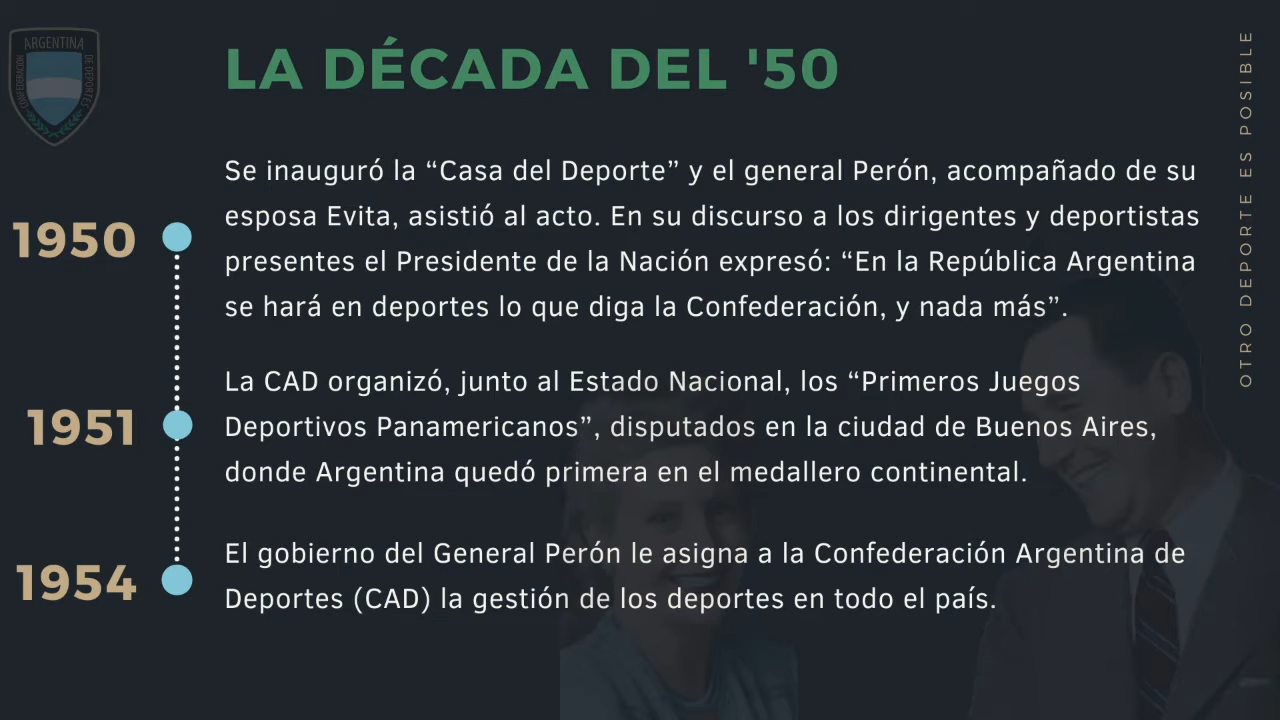 ARGENTINA
CONFEDERACIÓN
DE DEPORTES
LA DÉCADA DEL '50
OTRO DEPORTE ES POSIBLE
1950
Se inauguró la “Casa del Deporte” y el general Perón, acompañado de su
esposa Evita, asistió al acto. En su discurso a los dirigentes y deportistas
presentes el Presidente de la Nación expresó: “En la República Argentina
se hará en deportes lo que diga la Confederación, y nada más”.
1951
La CAD organizó, junto al Estado Nacional, los “Primeros Juegos
Deportivos Panamericanos”, disputados en la ciudad de Buenos Aires,
donde Argentina quedó primera en el medallero continental.
1954
El gobierno del General Perón le asigna a la Confederación Argentina de
Deportes (CAD) la gestión de los deportes en todo el país.